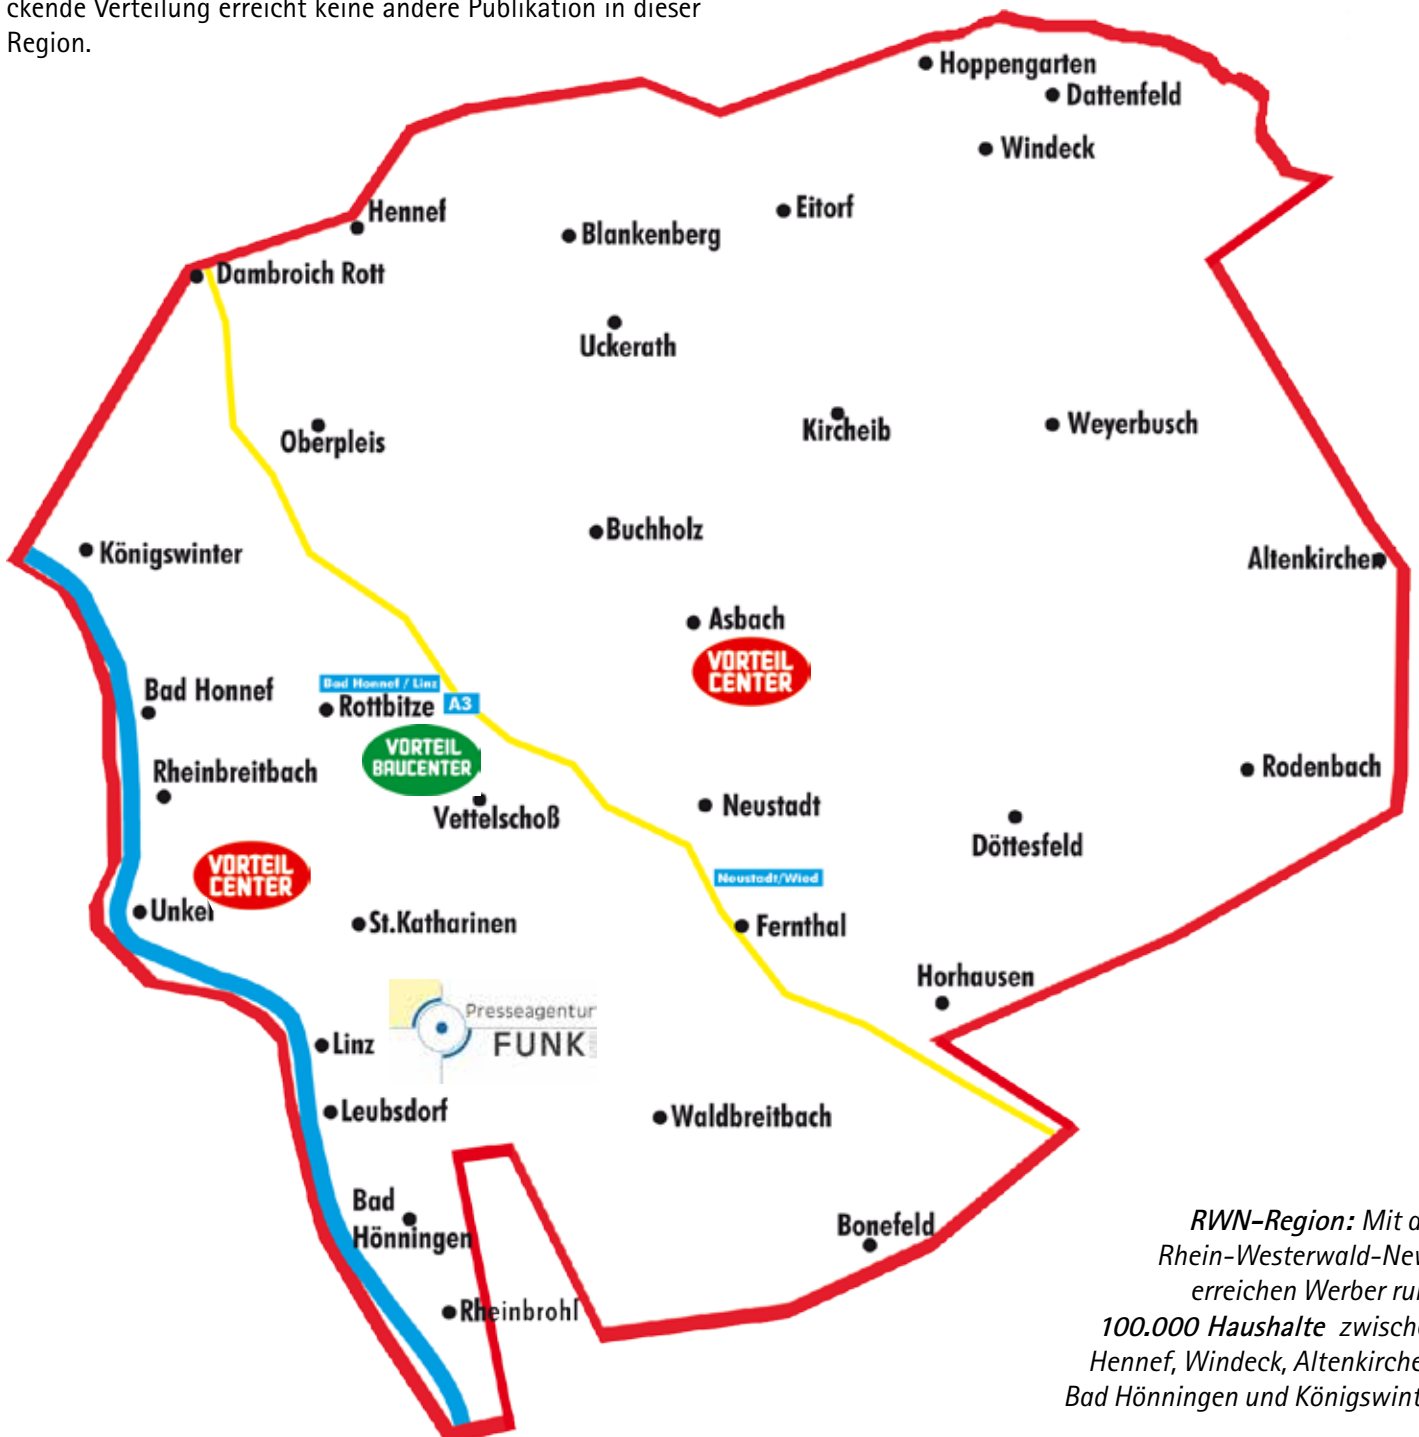 ckende Verteilung erreicht keine andere Publikation in dieser
Region.
Hoppengarten
Dattenfeld
Windeck
Hennef
Eitorf
Blankenberg
Dambroich Rott
Uckerath
Oberpleis
Kircheib
Weyerbusch
Buchholz
Königswinter
Altenkirchen
Asbach
VORTEIL
CENTER
Bad Honnef
Bad Honnef / Linz
Rottbitze
A3
VORTEIL
BAUCENTER
Rheinbreitbach
Rodenbach
Vettelschoß
Neustadt
Döttesfeld
VORTEIL
CENTER
Neustadt/Wied
Unkel
St.Katharinen
Fernthal
Horhausen
Presseagentur
FUNK
Linz
Leubsdorf
Waldbreitbach
Bad
Hönningen
Bonefeld
Rheinbrohl
RWN-Region: Mit d
Rhein-Westerwald-New
erreichen Werber ru
100.000 Haushalte zwische
Hennef, Windeck, Altenkirche
Bad Hönningen und Königswint